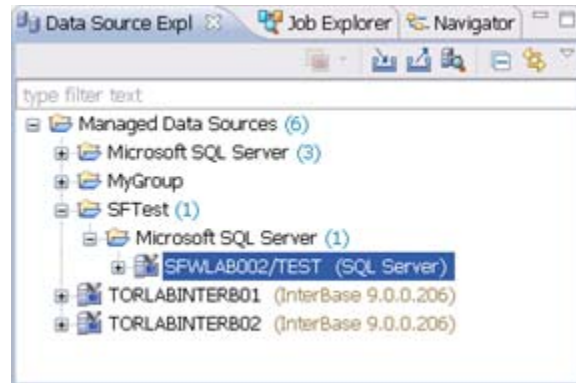 Data Source Expl Job Explorer Navigator
type filter text
Managed Data Sources (6)
Microsoft SQL Server (3)
MyGroup
SFTest (1)
Microsoft SQL Server (1)
SFWLAB002/TEST (SQL Server)
TORLABINTERB01 (InterBase 9.0.0.206)
TORLABINTERB02 (InterBase 9.0.0.206)